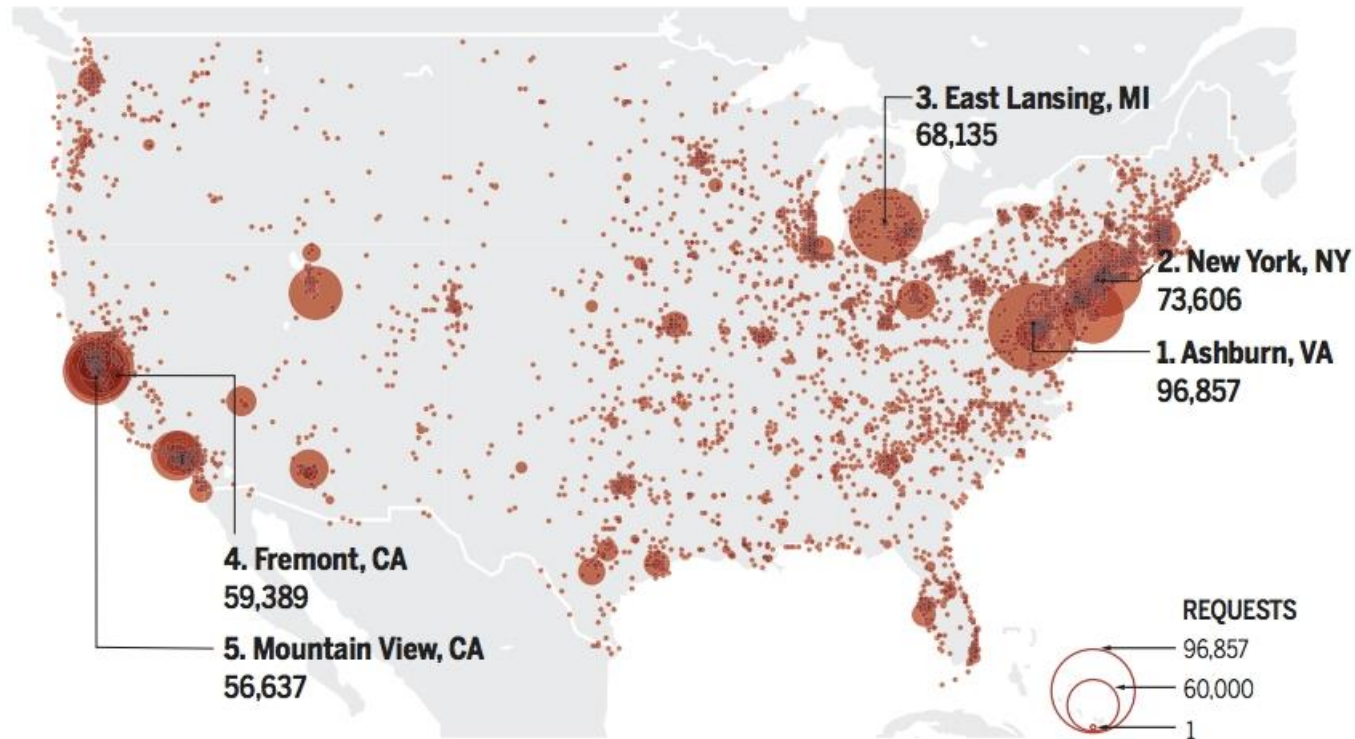 3. East Lansing, MI
68,135
2. New York, NY
73,606
1. Ashburn, VA
96,857
4. Fremont, CA
59,389
5. Mountain View, CA
56,637
REQUESTS
96,857
60,000
1